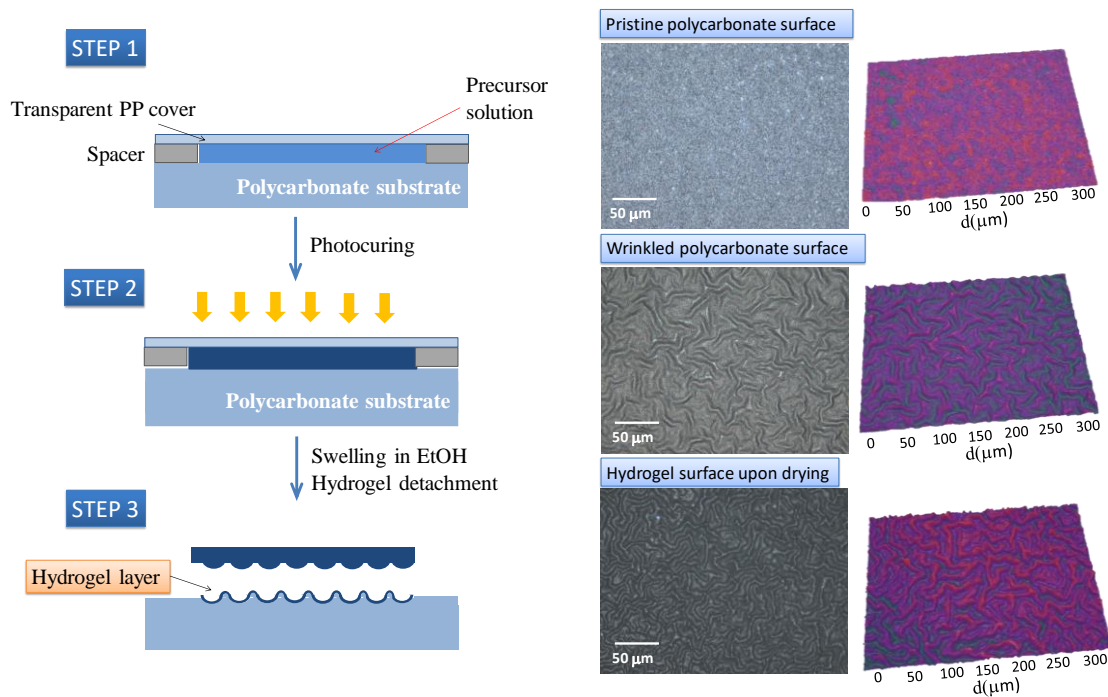 STEP 1
Transparent PP cover
Precursor
solution
Spacer
Polycarbonate substrate
Photocuring
STEP 2
Polycarbonate substrate
Swelling in EtOH
Hydrogel detachment
STEP 3
Hydrogel layer
Pristine polycarbonate surface
50 μm
0 50 100 150 200 250 300
d(μm)
Wrinkled polycarbonate surface
50 μm
0 50 100 150 200 250 300
d(μm)
Hydrogel surface upon drying
50 μm
0 50 100 150 200 250 300
d(μm)